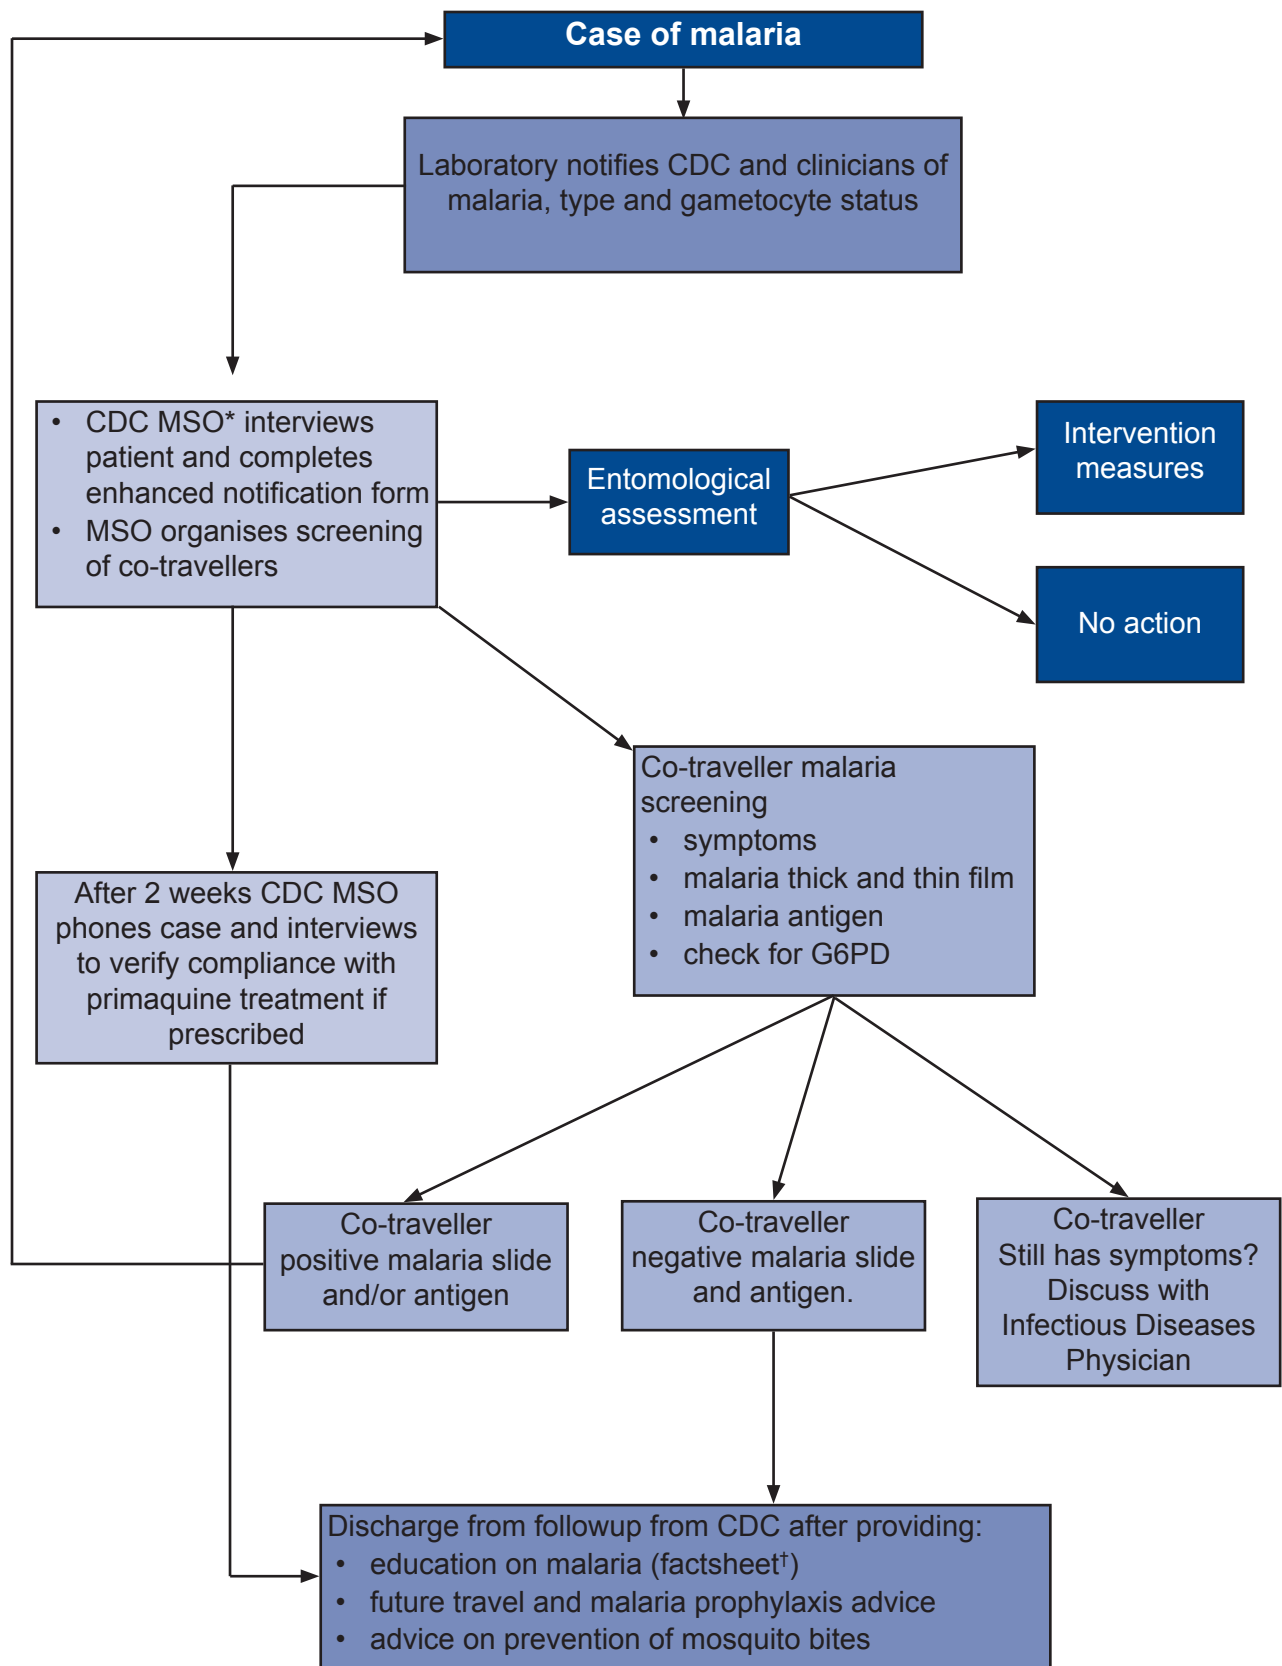 Case of malaria
Laboratory notifies CDC and clinicians of
malaria, type and gametocyte status
• CDC MSO* interviews
patient and completes
enhanced notification form
• MSO organises screening
of co-travellers
Entomological
assessment
Intervention
measures
No action
Co-traveller malaria
screening
• symptoms
• malaria thick and thin film
• malaria antigen
• check for G6PD
After 2 weeks CDC MSO
phones case and interviews
to verify compliance with
primaquine treatment if
prescribed
Co-traveller
positive malaria slide
and/or antigen
Co-traveller
negative malaria slide
and antigen.
Co-traveller
Still has symptoms?
Discuss with
Infectious Diseases
Physician
Discharge from followup from CDC after providing:
• education on malaria (factsheet†)
• future travel and malaria prophylaxis advice
• advice on prevention of mosquito bites